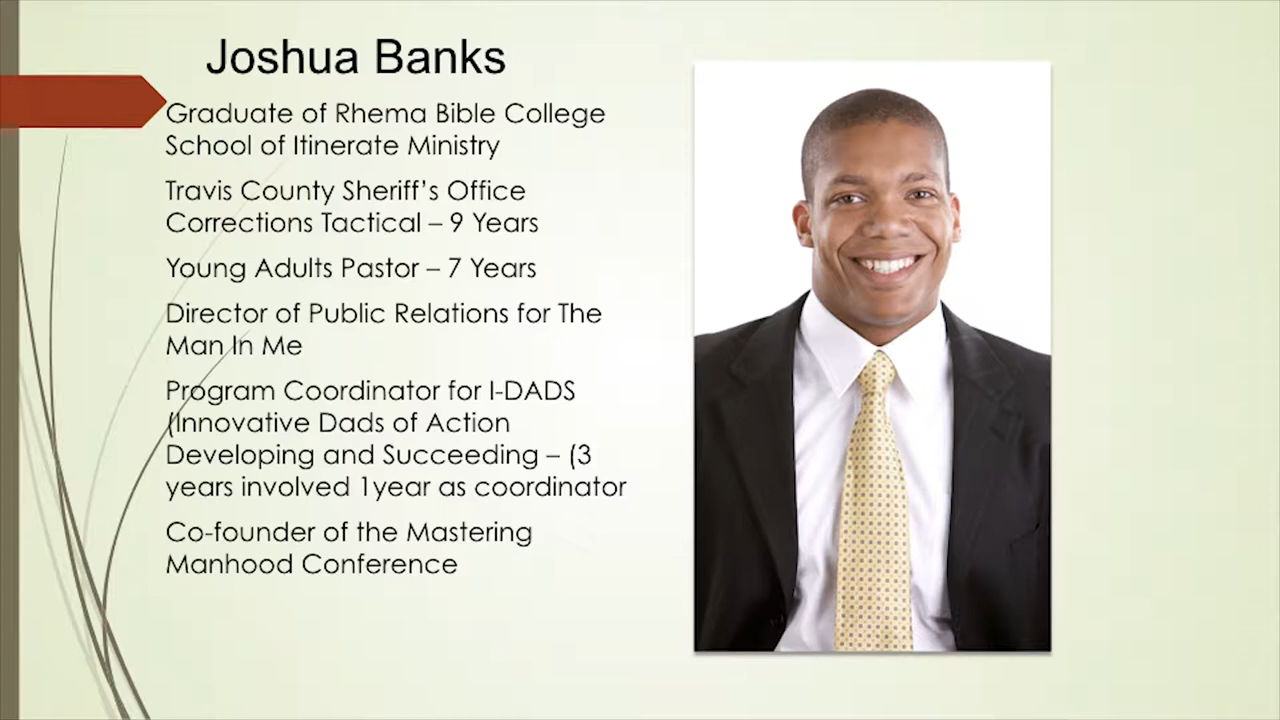 Joshua Banks
Graduate of Rhema Bible College
School of Itinerate Ministry
Travis County Sheriff’s Office
Corrections Tactical – 9 Years
Young Adults Pastor – 7 Years
Director of Public Relations for The
Man In Me
Program Coordinator for I-DADS
(Innovative Dads of Action
Developing and Succeeding – (3
years involved 1year as coordinator
Co-founder of the Mastering
Manhood Conference